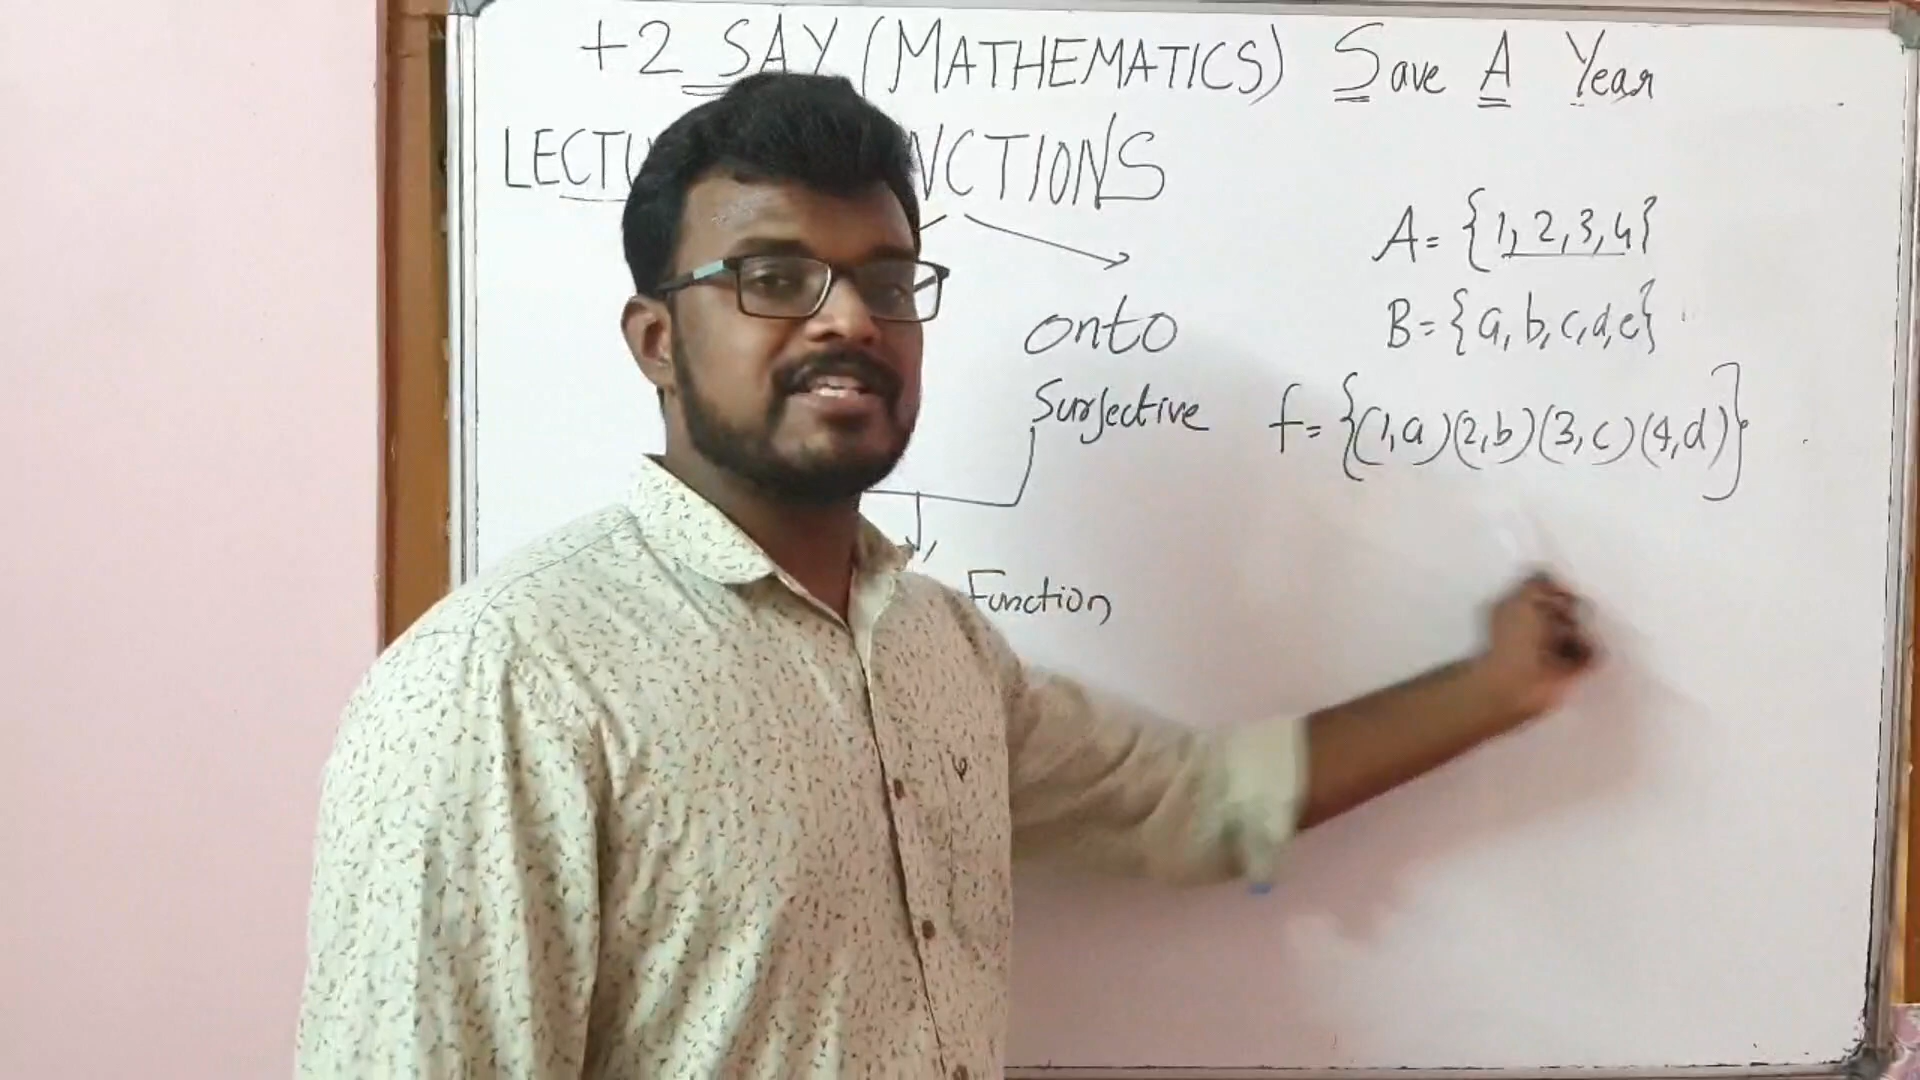 +2 SAY (MATHEMATICS) Save A Year
LECTU NCTIONS
A = {1, 2, 3, 4}
B = {a, b, c, d, e}
onto
Surjective
f = {(1, a)(2, b)(3, c)(4, d)}
Function